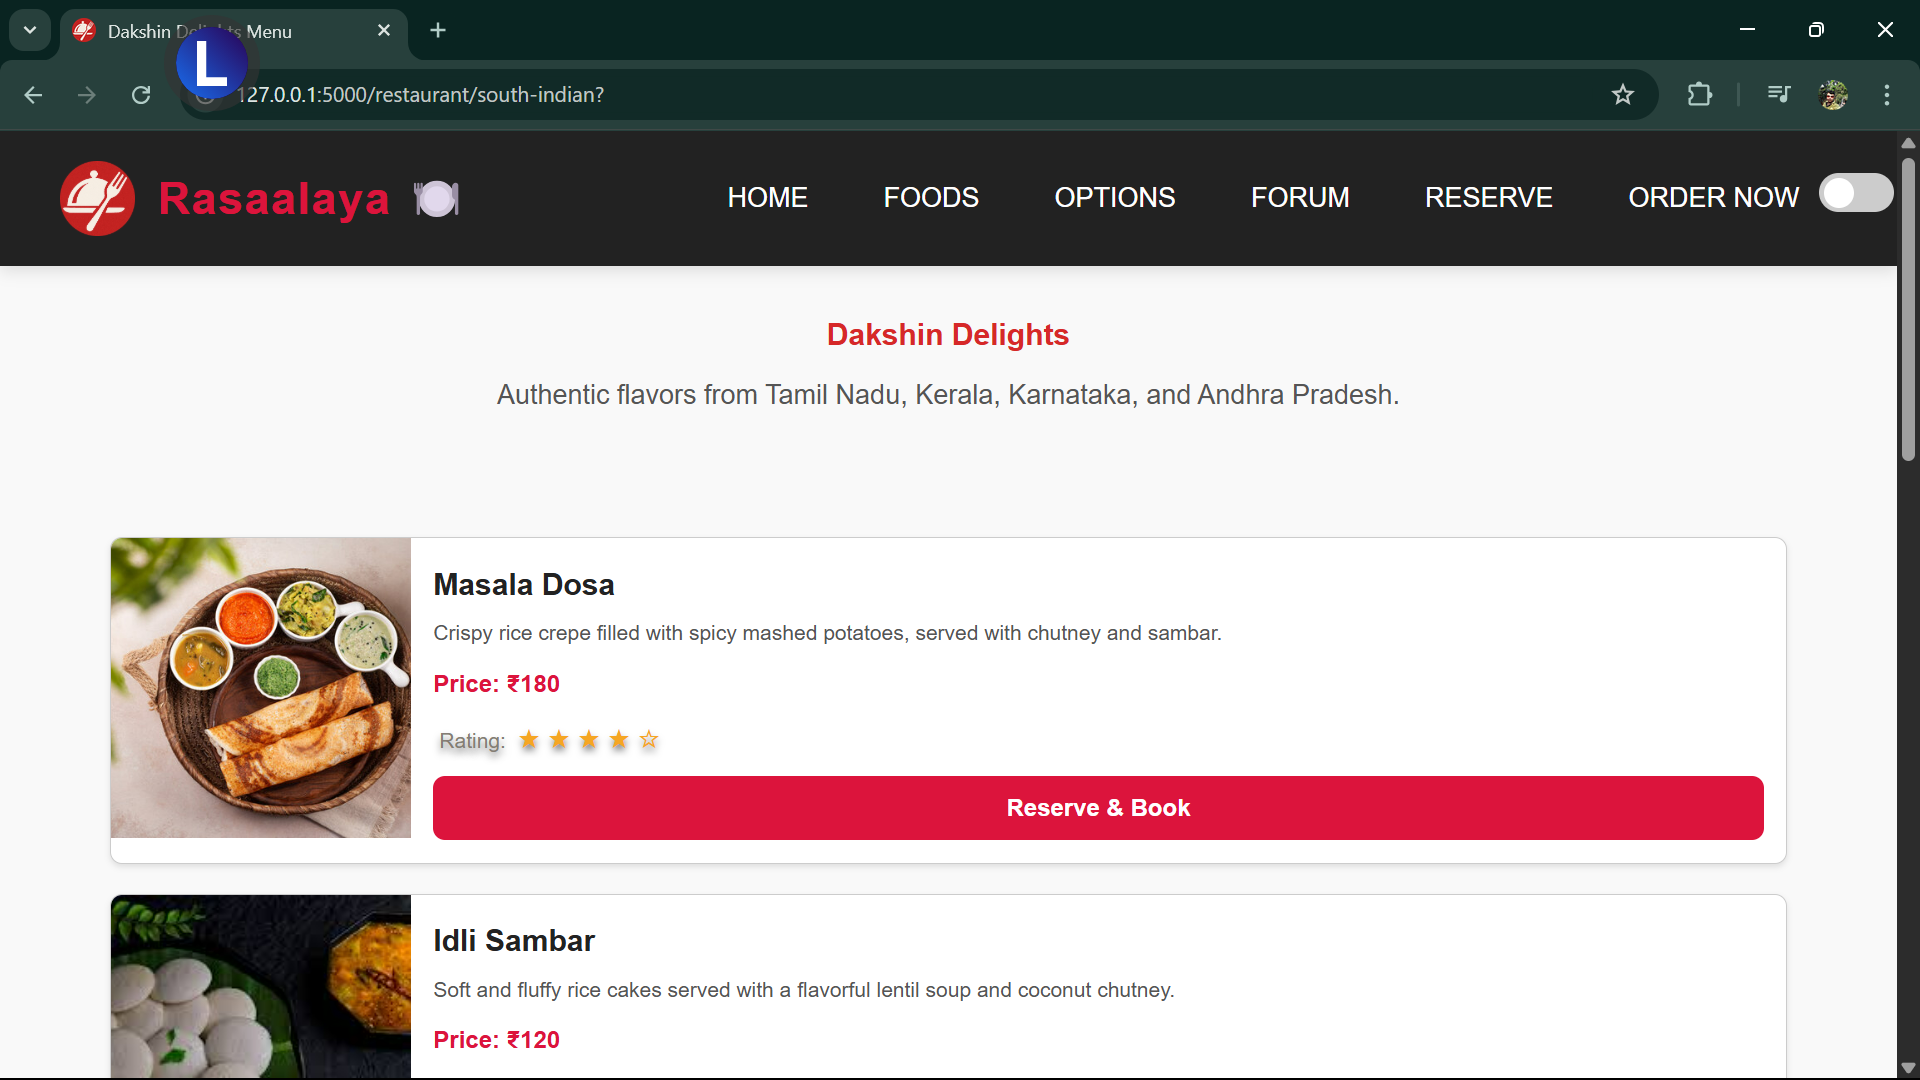 Dakshin Menu
L
127.0.0.1:5000/restaurant/south-indian?
Rasaalaya
HOME
FOODS
OPTIONS
FORUM
RESERVE
ORDER NOW
Dakshin Delights
Authentic flavors from Tamil Nadu, Kerala, Karnataka, and Andhra Pradesh.
Masala Dosa
Crispy rice crepe filled with spicy mashed potatoes, served with chutney and sambar.
Price: ₹180
Rating: ★ ★ ★ ★ ☆
Reserve & Book
Idli Sambar
Soft and fluffy rice cakes served with a flavorful lentil soup and coconut chutney.
Price: ₹120